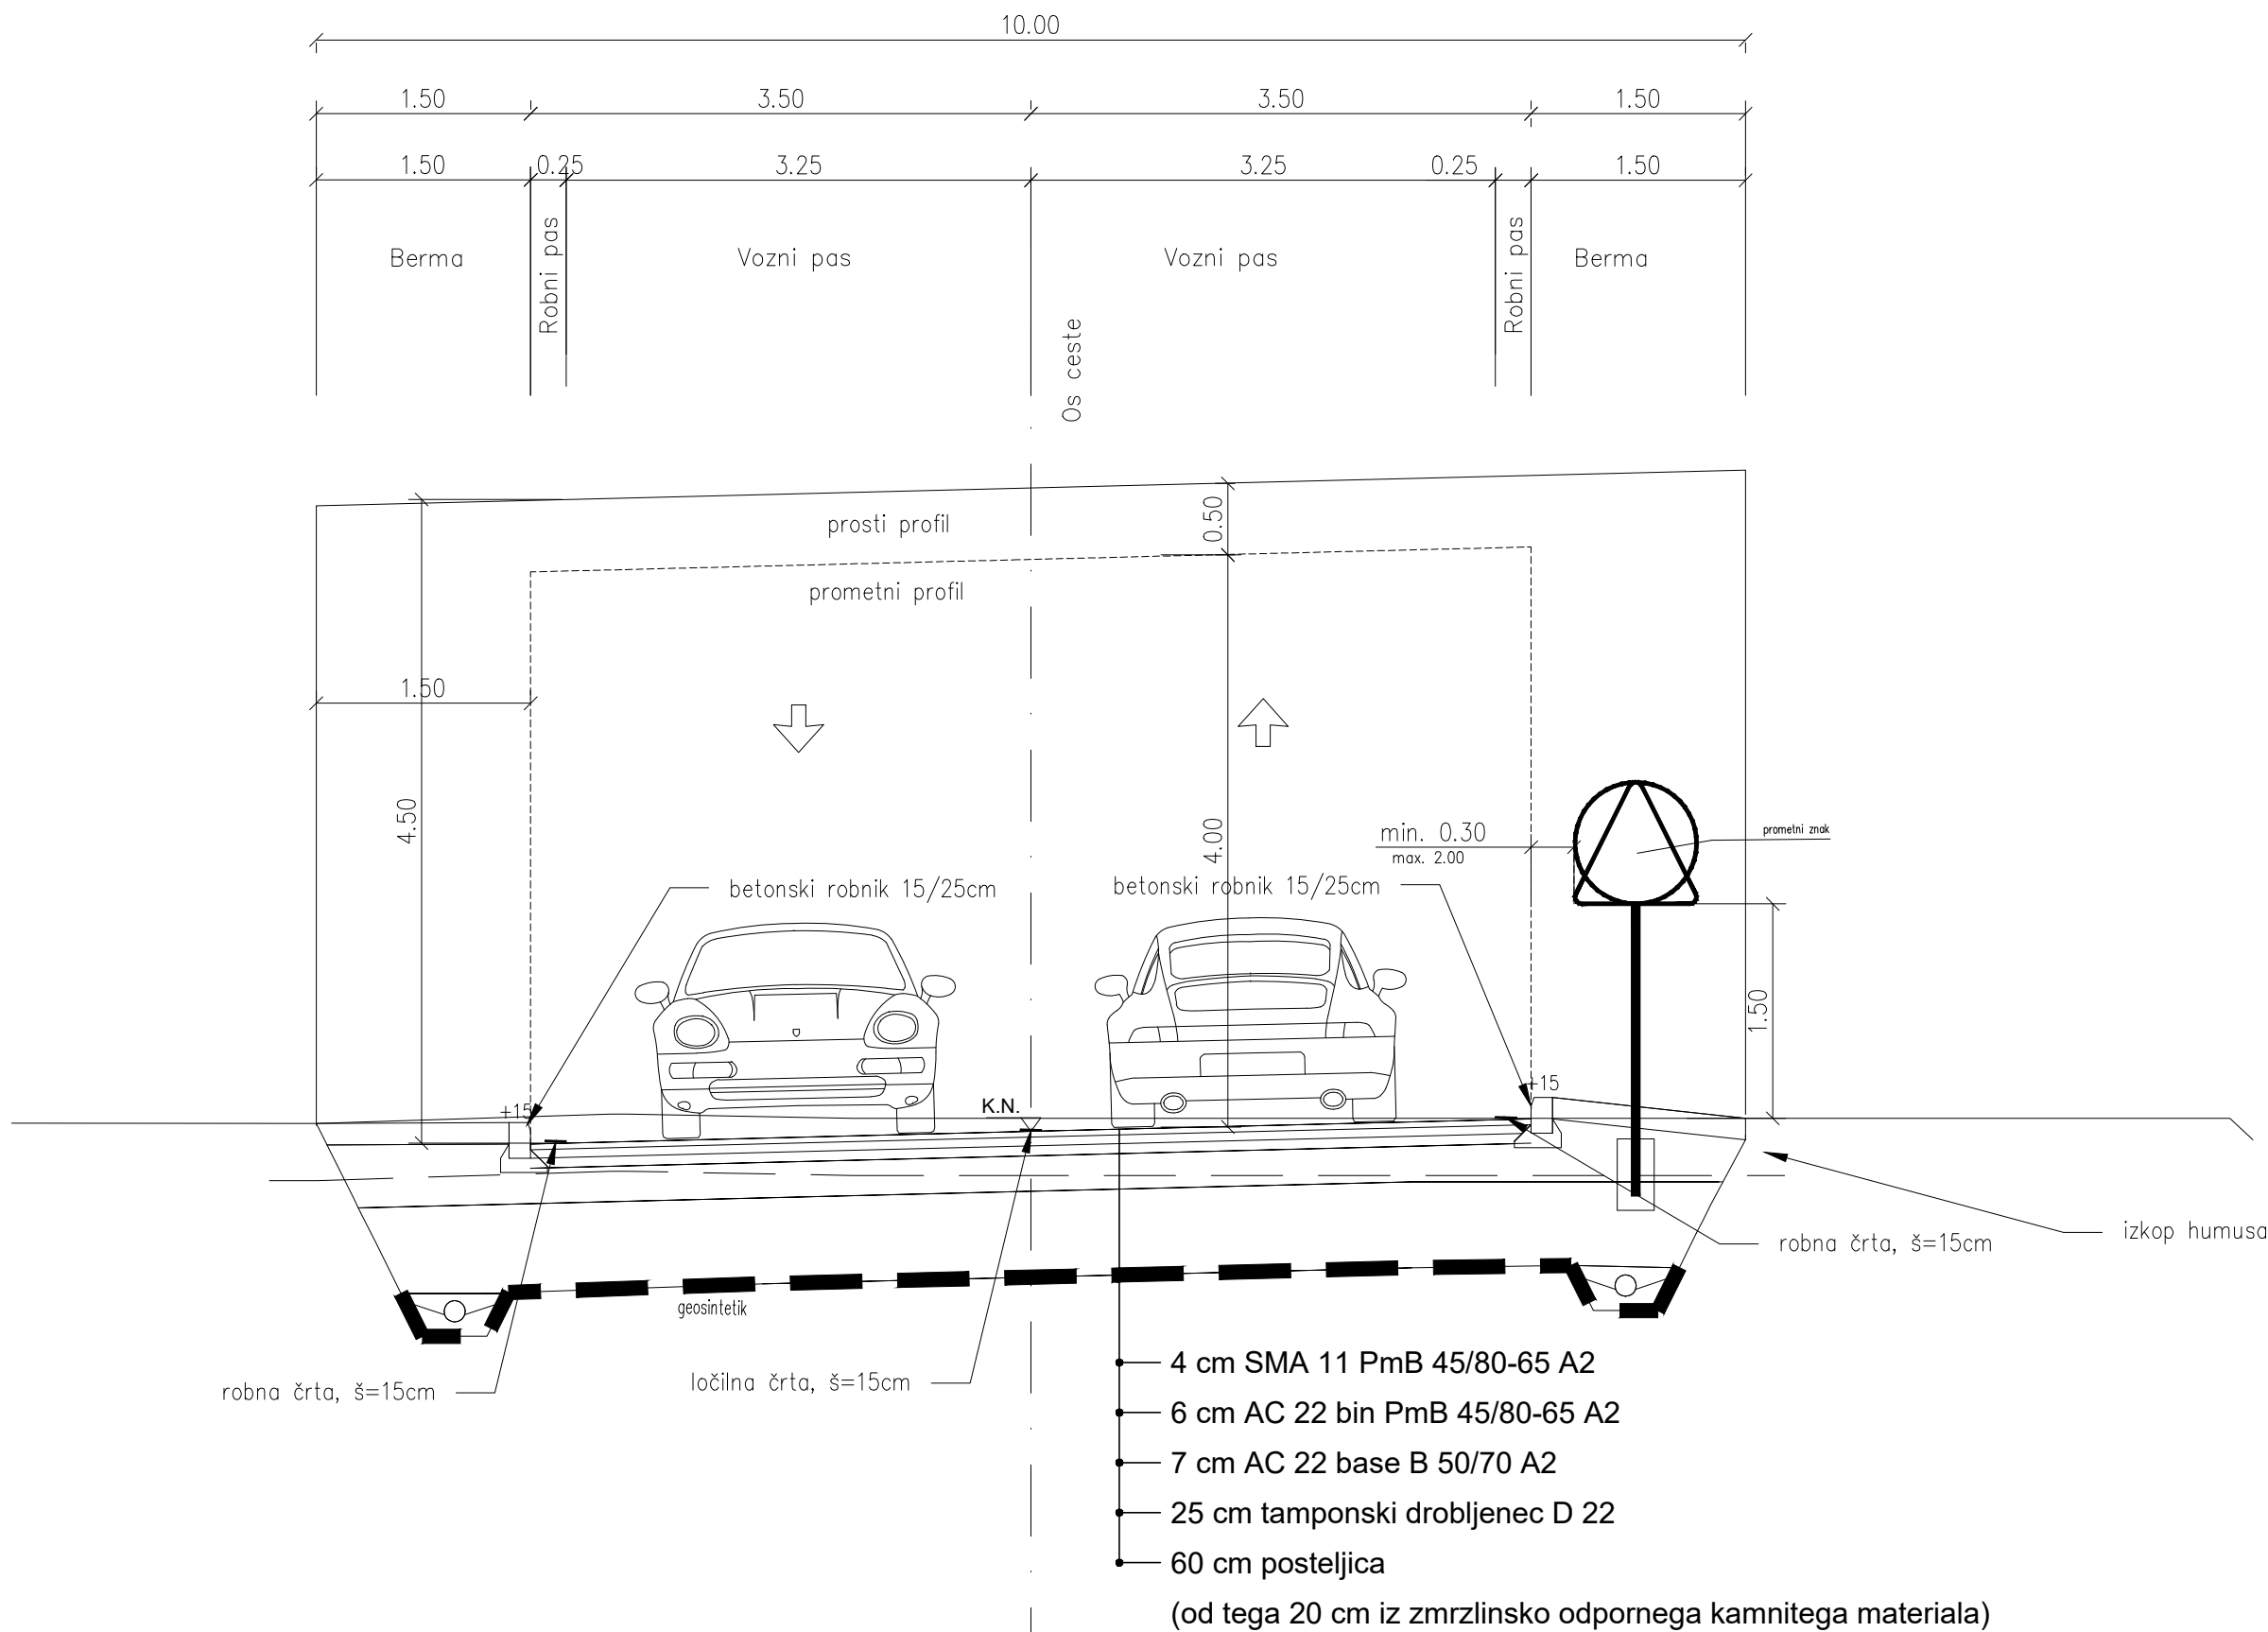 10.00
1.50 3.50 3.50 1.50
1.50 0.25 3.25 3.25 0.25 1.50
Berma
Robni pas
Vozni pas
Os ceste
Vozni pas
Robni pas
Berma
prosti profil
0.50
prometni profil
1.50
4.50
4.00
min. 0.30
max. 2.00
prometni znak
betonski robnik 15/25cm
betonski robnik 15/25cm
1.50
+15
+15
K.N.
izkop humusa
robna črta, š=15cm
geosintetik
robna črta, š=15cm
ločilna črta, š=15cm
4 cm SMA 11 PmB 45/80-65 A2
6 cm AC 22 bin PmB 45/80-65 A2
7 cm AC 22 base B 50/70 A2
25 cm tamponski drobljenec D 22
60 cm posteljica
(od tega 20 cm iz zmrzlinsko odpornega kamnitega materiala)